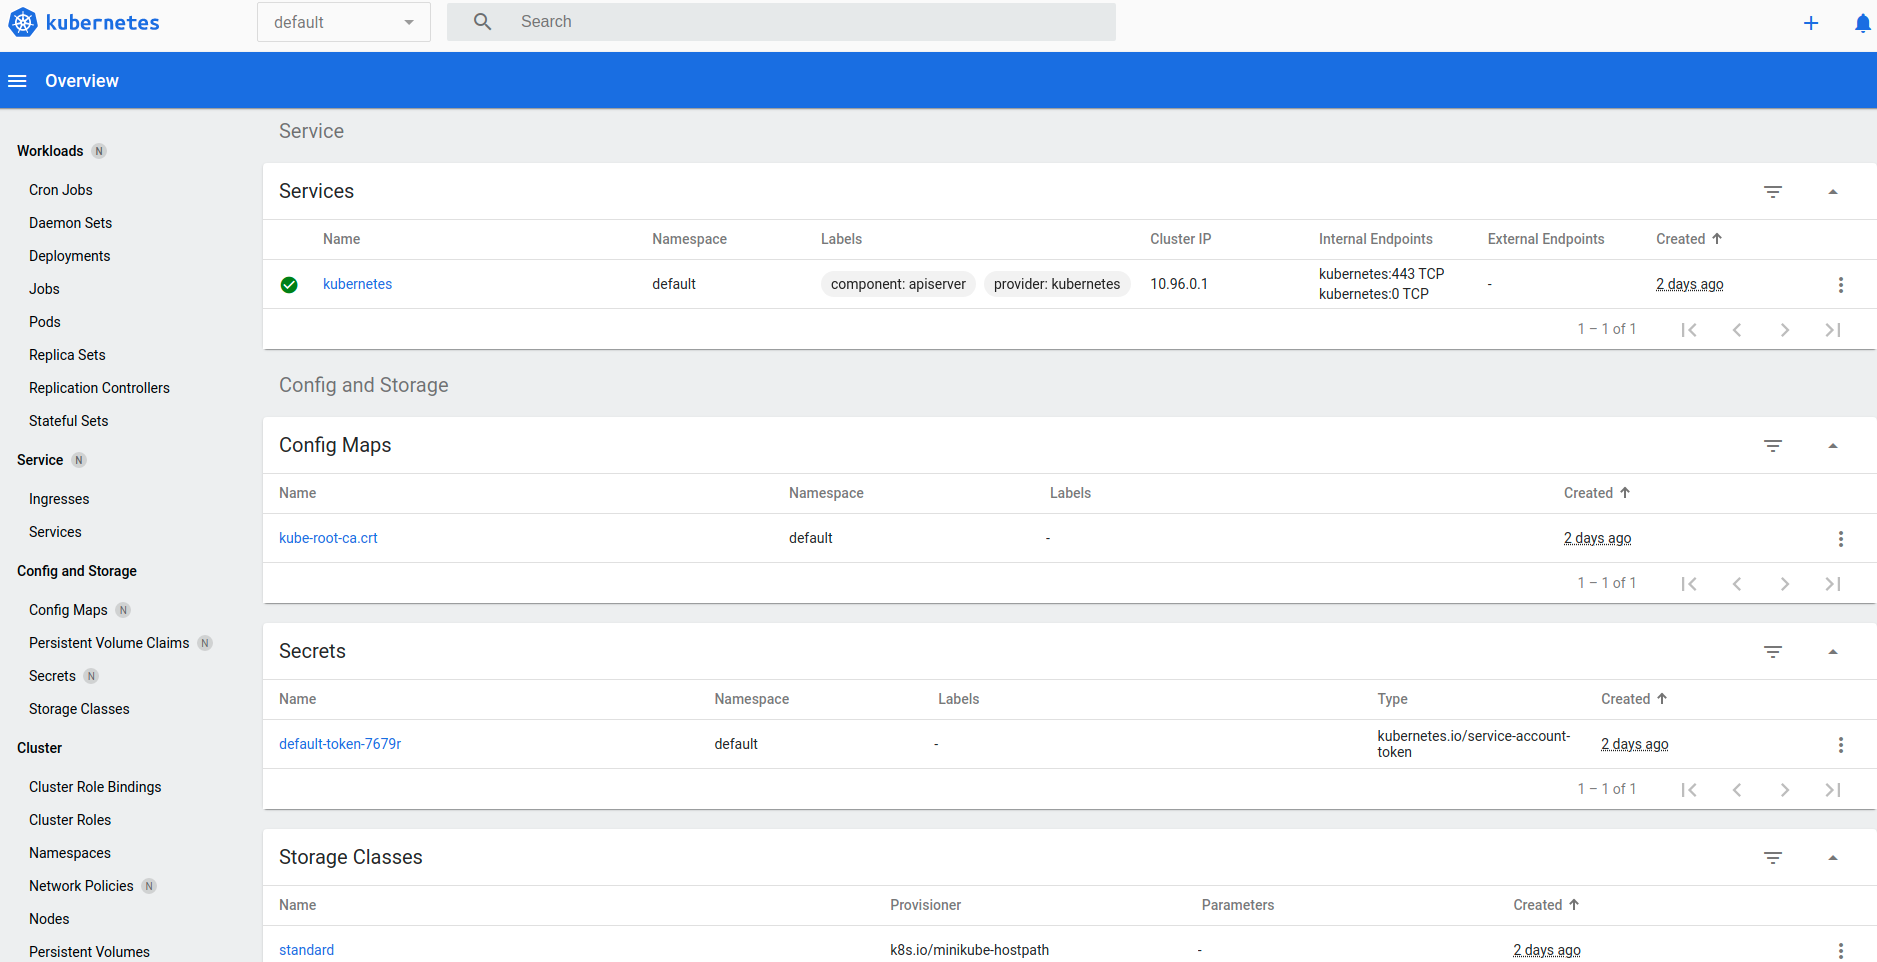 kubernetes
default
Search
Overview
Workloads N
Cron Jobs
Daemon Sets
Deployments
Jobs
Pods
Replica Sets
Replication Controllers
Stateful Sets
Service N
Ingresses
Services
Config and Storage
Config Maps N
Persistent Volume Claims N
Secrets N
Storage Classes
Cluster
Cluster Role Bindings
Cluster Roles
Namespaces
Network Policies N
Nodes
Persistent Volumes
Service
Services
Name Namespace Labels Cluster IP Internal Endpoints External Endpoints Created
kubernetes default component: apiserver provider: kubernetes 10.96.0.1 kubernetes:443 TCP - 2 days ago
kubernetes:0 TCP
1 – 1 of 1
Config and Storage
Config Maps
Name Namespace Labels Created
kube-root-ca.crt default - 2 days ago
1 – 1 of 1
Secrets
Name Namespace Labels Type Created
default-token-7679r default - kubernetes.io/service-account- 2 days ago
token
1 – 1 of 1
Storage Classes
Name Provisioner Parameters Created
standard k8s.io/minikube-hostpath - 2 days ago